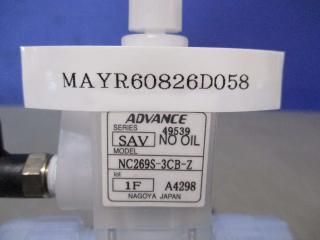 MAYR60826D058
ADVANCE
SERIES 49539
SAV NO OIL
MODEL
NC269S-3CB-Z
lot
1F A4298
NAGOYA JAPAN